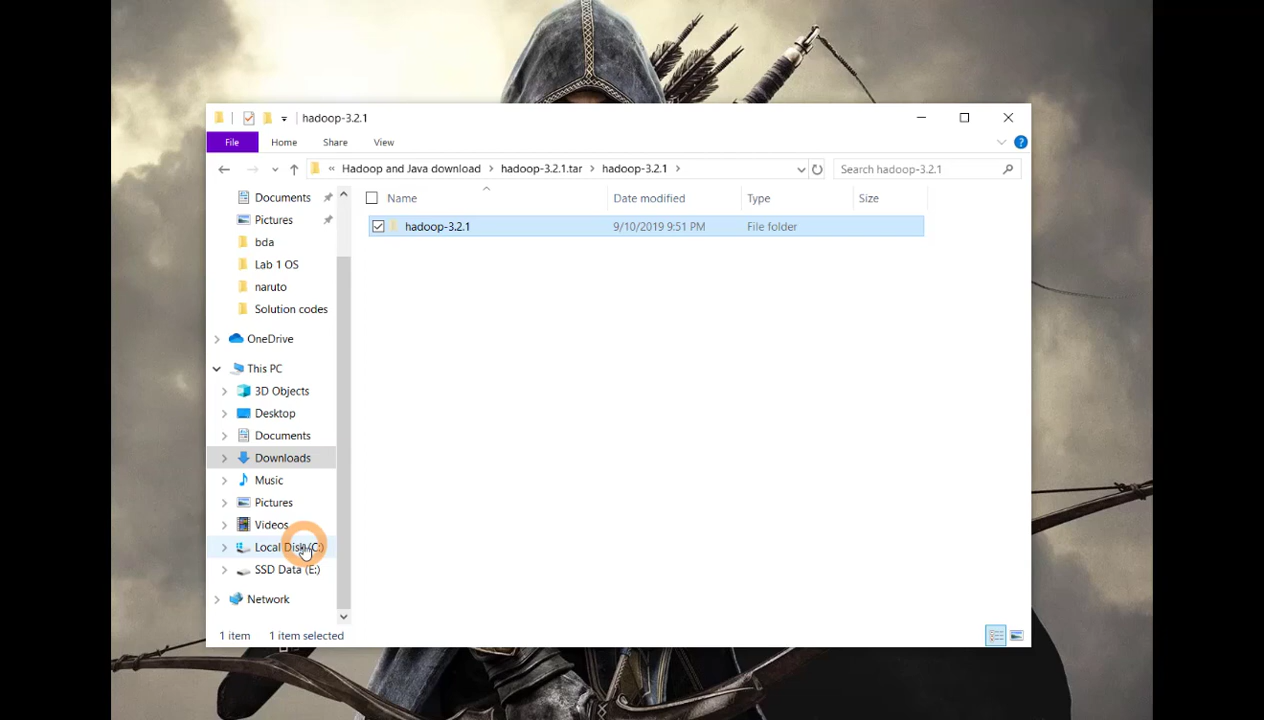 hadoop-3.2.1
File Home Share View
« Hadoop and Java download > hadoop-3.2.1.tar > hadoop-3.2.1 > Search hadoop-3.2.1
Name Date modified Type Size
hadoop-3.2.1 9/10/2019 9:51 PM File folder
Documents
Pictures
bda
Lab 1 OS
naruto
Solution codes
OneDrive
This PC
3D Objects
Desktop
Documents
Downloads
Music
Pictures
Videos
Local Disk (C:)
SSD Data (E:)
Network
1 item 1 item selected